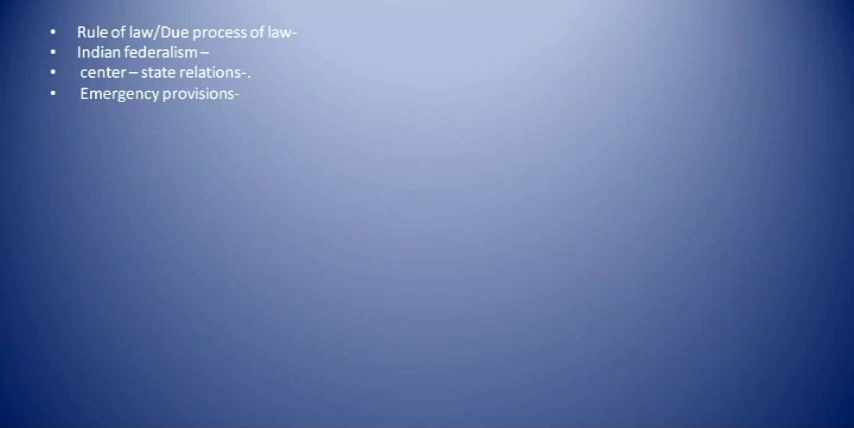 • Rule of law/Due process of law-
• Indian federalism –
• center – state relations-.
• Emergency provisions-